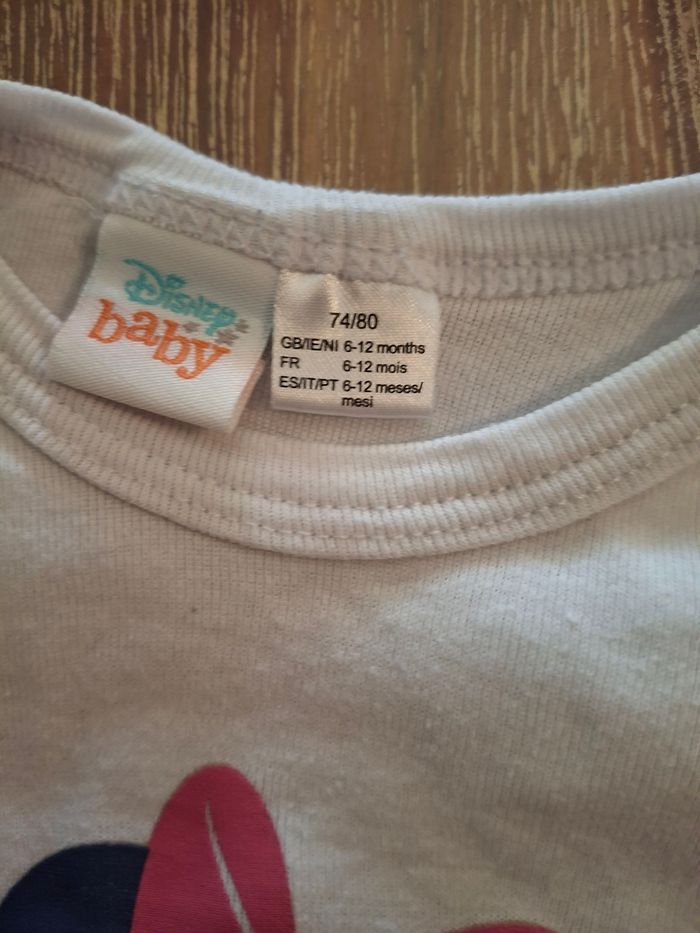 Disney
baby
74/80
GB/IE/NI 6-12 months
FR 6-12 mois
ES/IT/PT 6-12 meses/
mesi